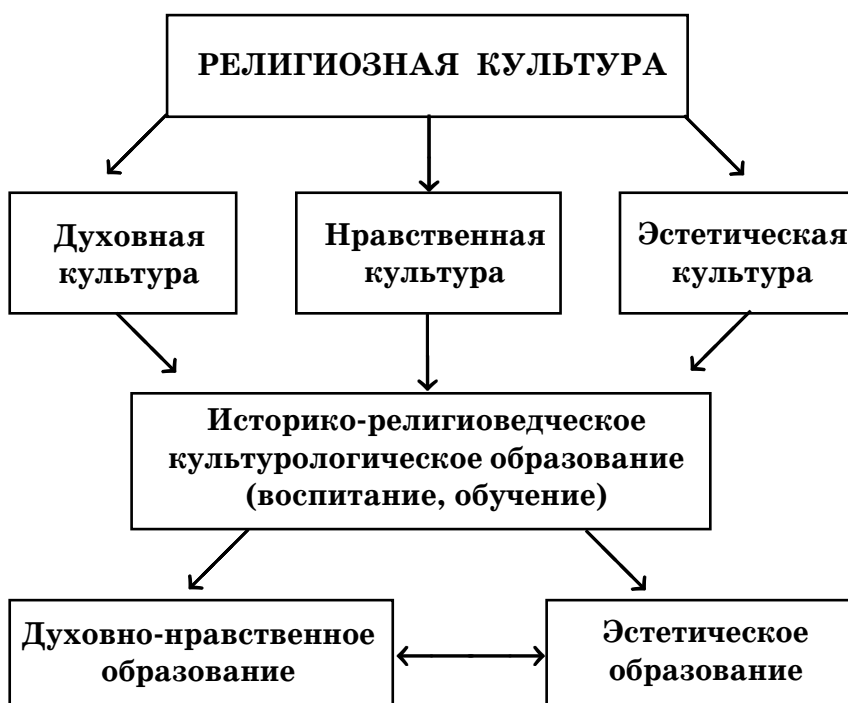 РЕЛИГИОЗНАЯ КУЛЬТУРА
Духовная
культура
Нравственная
культура
Эстетическая
культура
Историко-религиоведческое
культурологическое образование
(воспитание, обучение)
Духовно-нравственное
образование
Эстетическое
образование